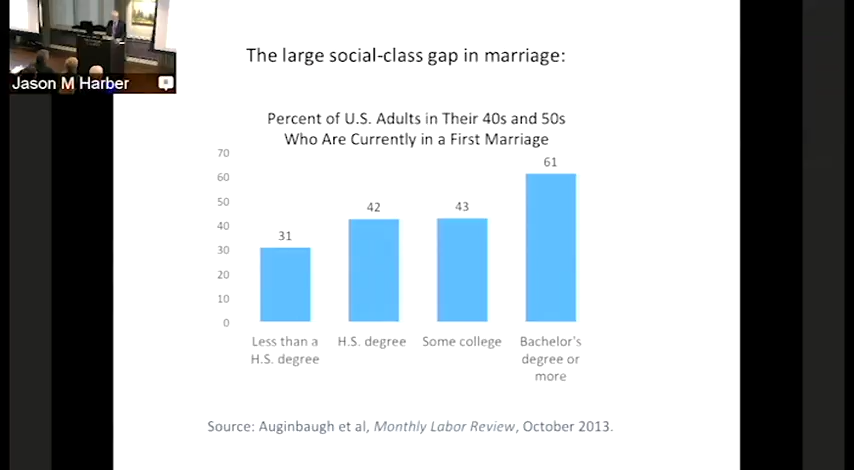 Jason M Harber
The large social-class gap in marriage:
Percent of U.S. Adults in Their 40s and 50s
Who Are Currently in a First Marriage
70
60
50
40
30
20
10
0
31
42
43
61
Less than a
H.S. degree
H.S. degree
Some college
Bachelor's
degree or
more
Source: Auginbaugh et al, Monthly Labor Review, October 2013.